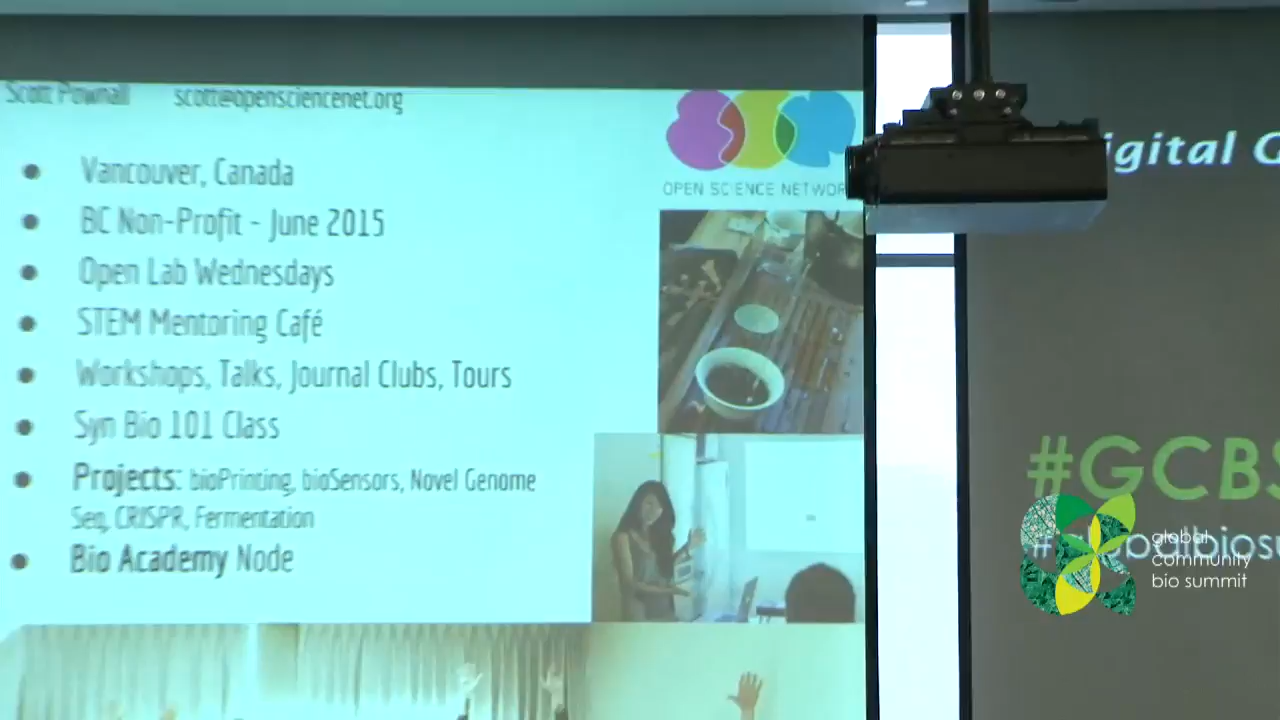 Scott Pownall scott@opensciencenet.org
Vancouver, Canada
BC Non-Profit - June 2015
Open Lab Wednesdays
STEM Mentoring Café
Workshops, Talks, Journal Clubs, Tours
Syn Bio 101 Class
Projects: bioPrinting, bioSensors, Novel Genome
Seq, CRISPR, Fermentation
Bio Academy Node
OPEN SCIENCE NETWOR
igital G
#GCBS
#globalbiosu
global
community
bio summit